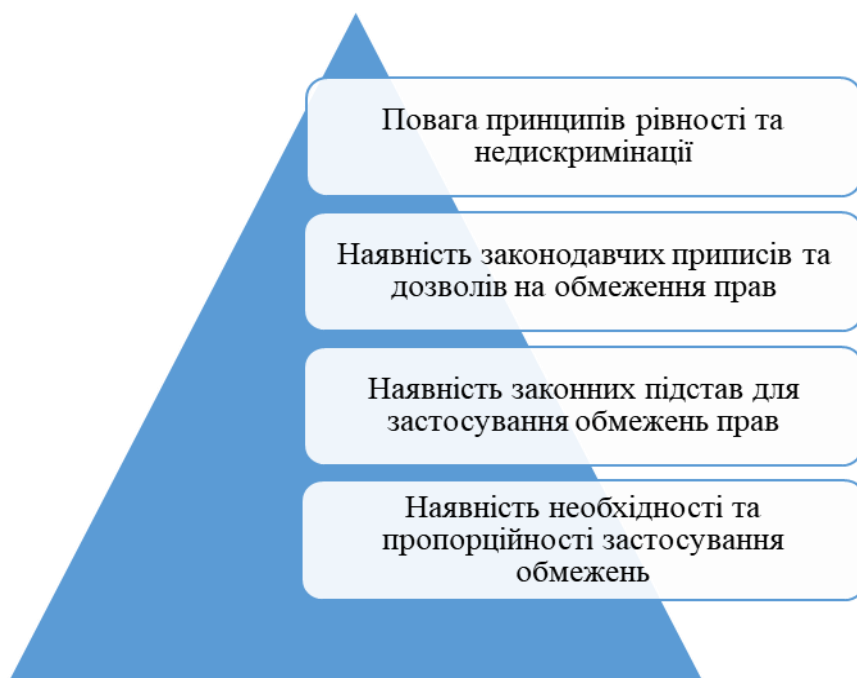 Повага принципів рівності та
недискримінації
Наявність законодавчих приписів та
дозволів на обмеження прав
Наявність законних підстав для
застосування обмежень прав
Наявність необхідності та
пропорційності застосування
обмежень